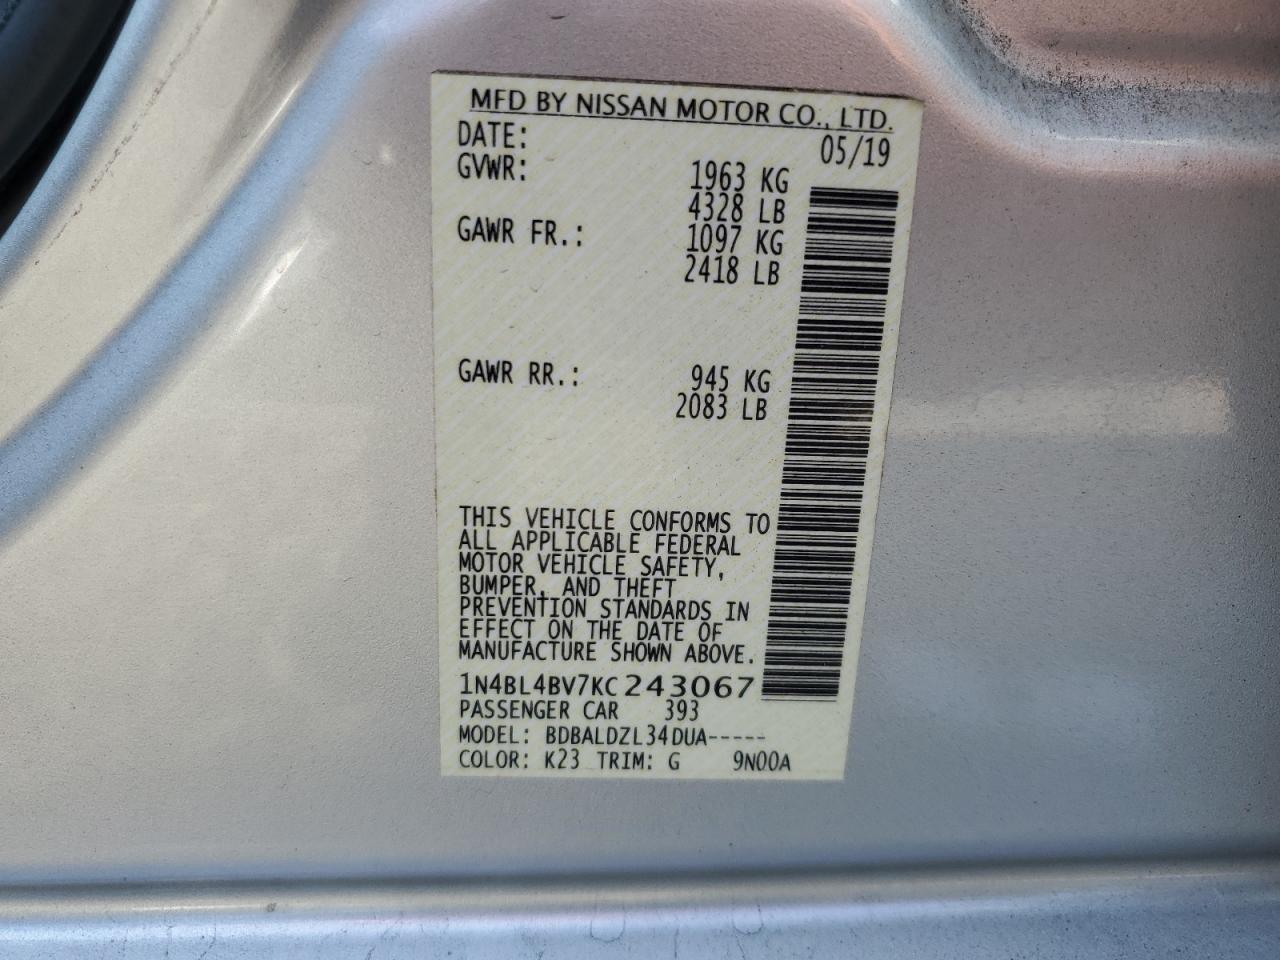 MFD BY NISSAN MOTOR CO., LTD.
DATE: 05/19
GVWR: 1963 KG
4328 LB
GAWR FR.: 1097 KG
2418 LB
GAWR RR.: 945 KG
2083 LB
THIS VEHICLE CONFORMS TO
ALL APPLICABLE FEDERAL
MOTOR VEHICLE SAFETY,
BUMPER, AND THEFT
PREVENTION STANDARDS IN
EFFECT ON THE DATE OF
MANUFACTURE SHOWN ABOVE.
1N4BL4BV7KC243067
PASSENGER CAR 393
MODEL: BDBALDZL34DUA-----
COLOR: K23 TRIM: G 9N00A